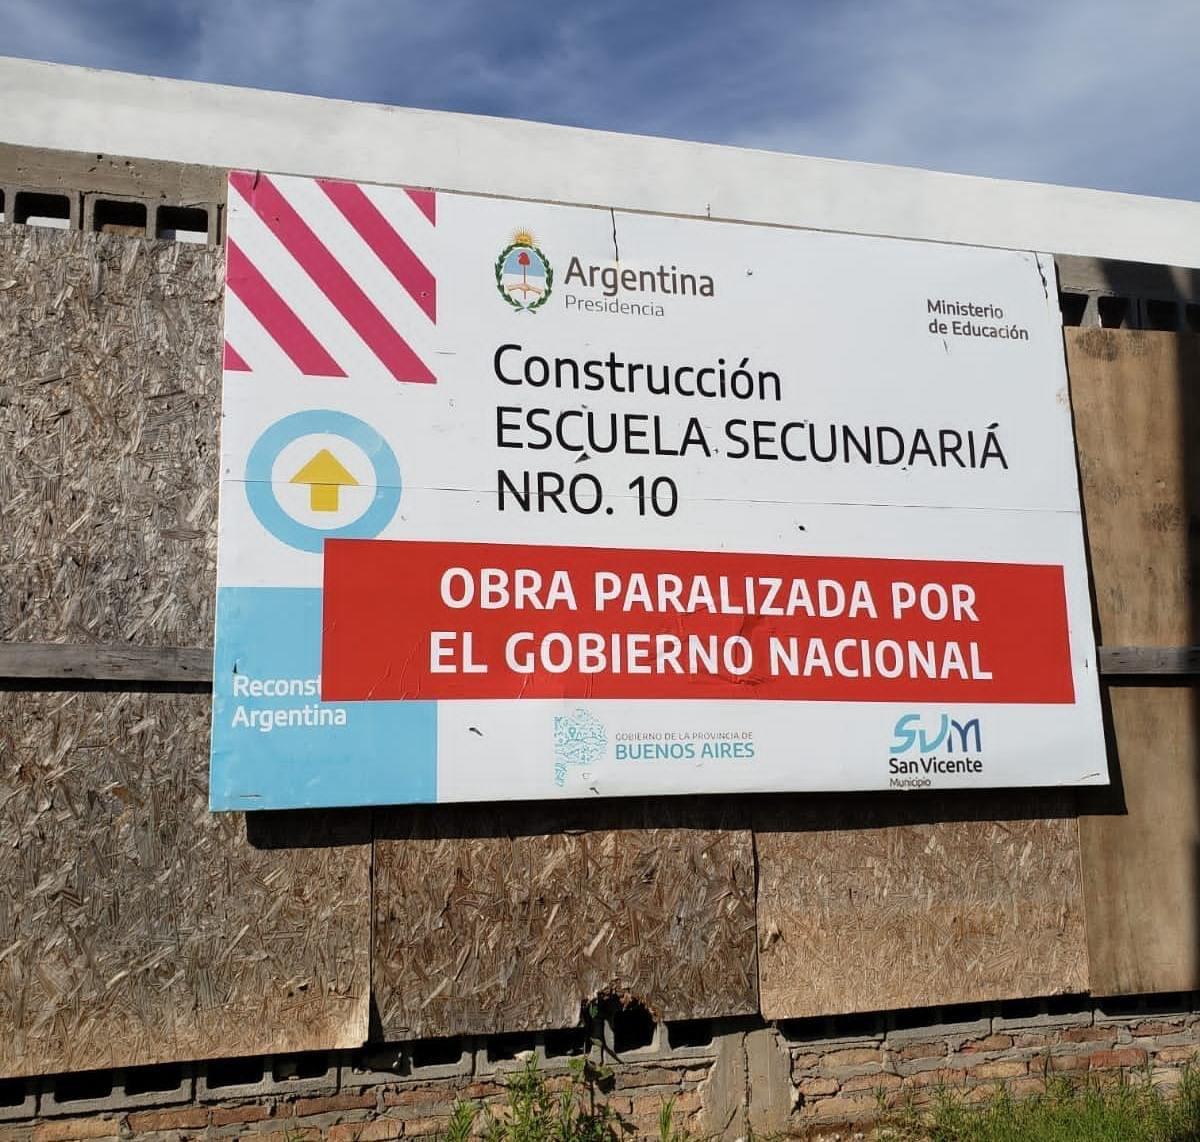 Argentina
Presidencia
Ministerio
de Educación
Construcción
ESCUELA SECUNDARIA
NRO. 10
OBRA PARALIZADA POR
EL GOBIERNO NACIONAL
Argentina
GOBIERNO DE LA PROVINCIA DE
BUENOS AIRES
SVM
San Vicente
Municipio